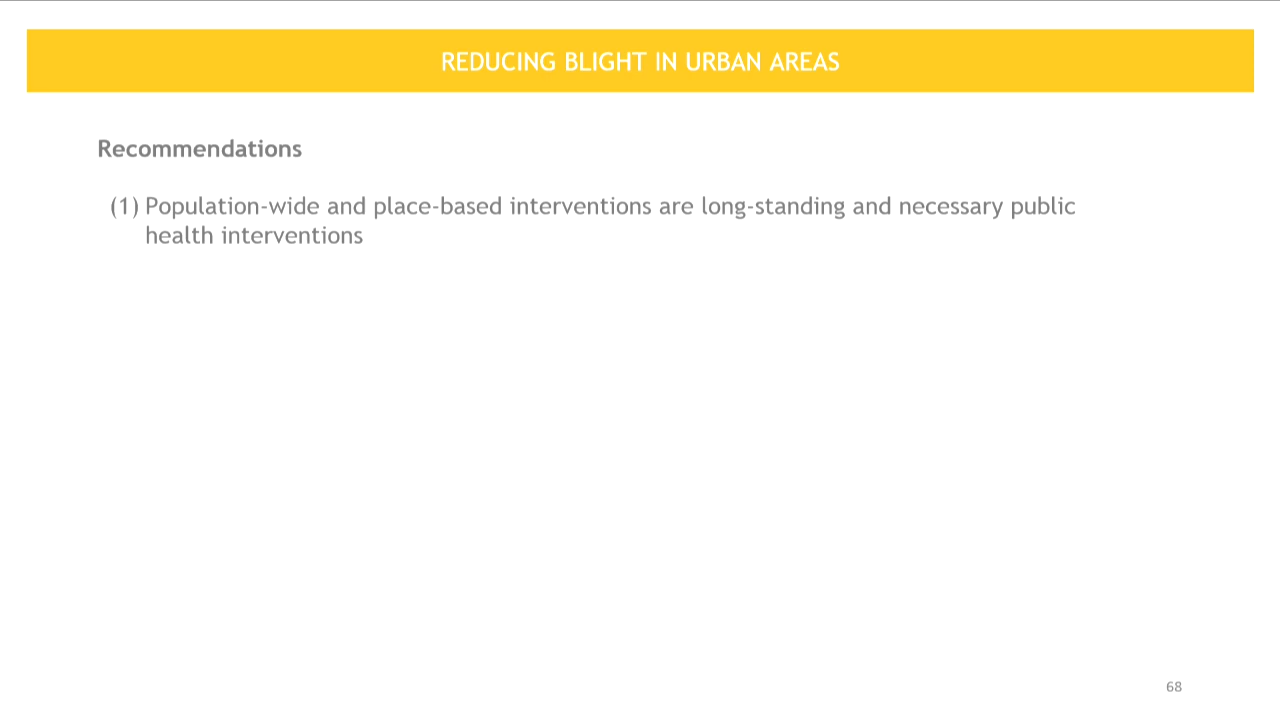 REDUCING BLIGHT IN URBAN AREAS
Recommendations
(1) Population-wide and place-based interventions are long-standing and necessary public
health interventions
68